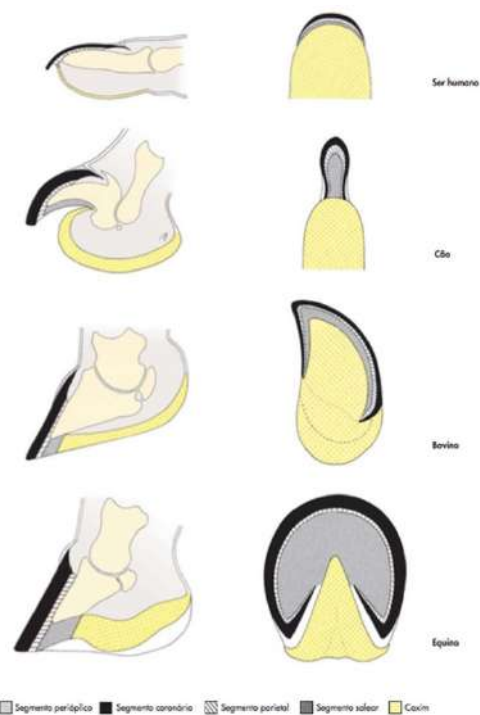 Ser humano
Cão
Bovino
Equino
Segmento perióplico Segmento coronário Segmento parietal Segmento solear Coxim